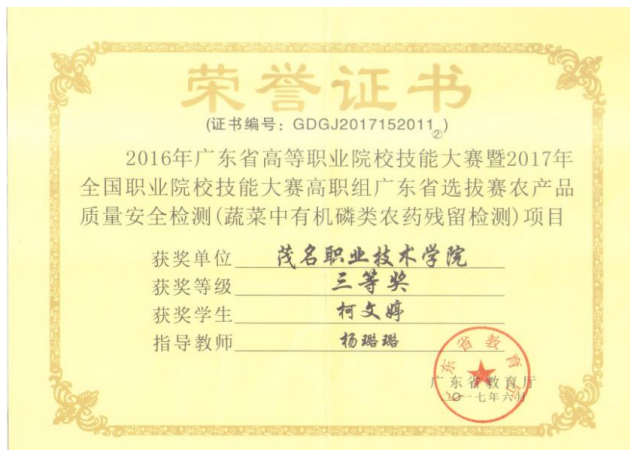 荣誉证书
(证书编号：GDGJ2017152011②)
2016年广东省高等职业院校技能大赛暨2017年
全国职业院校技能大赛高职组广东省选拔赛农产品
质量安全检测(蔬菜中有机磷类农药残留检测)项目
获奖单位 茂名职业技术学院
获奖等级 三等奖
获奖学生 柯文婷
指导教师 杨璐璐
广东省教育厅
广东省教育厅
二〇一七年六月